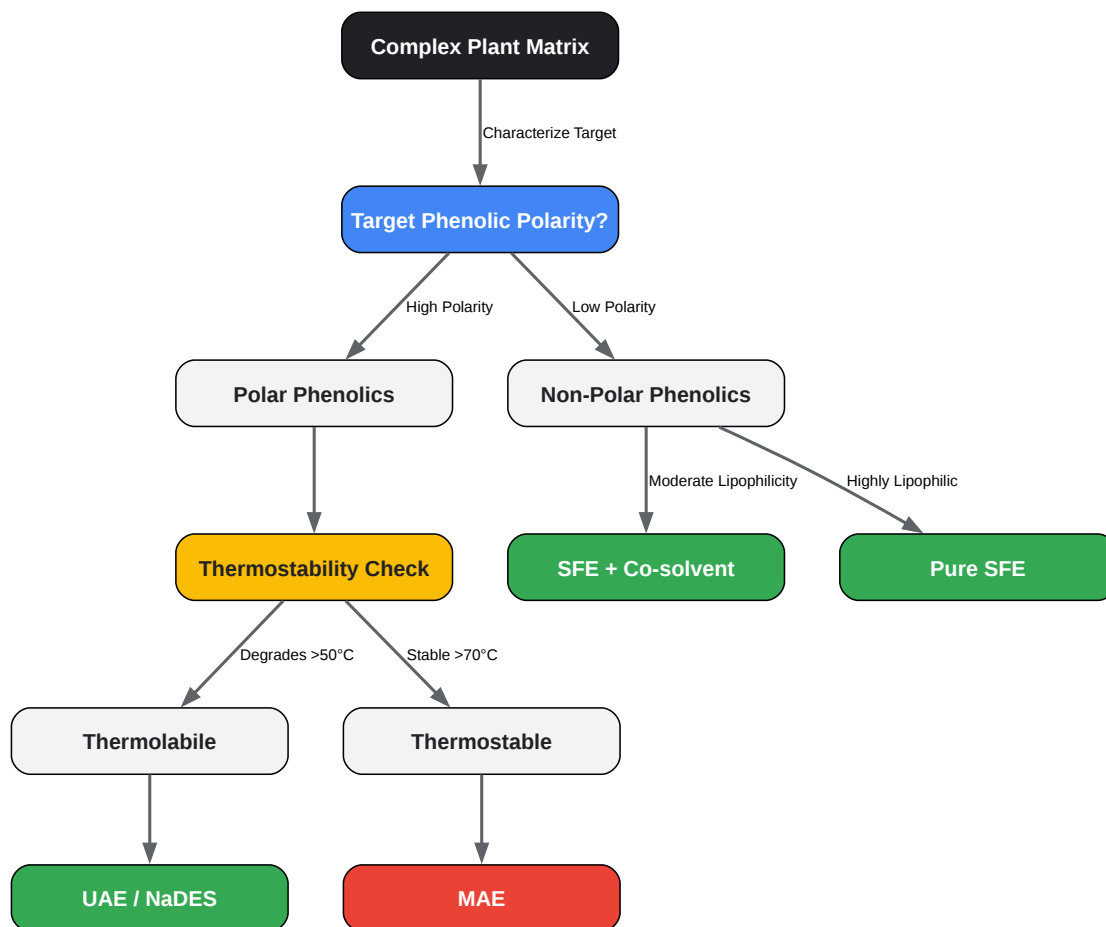 Complex Plant Matrix
Characterize Target
Target Phenolic Polarity?
High Polarity
Low Polarity
Polar Phenolics
Non-Polar Phenolics
Moderate Lipophilicity
Highly Lipophilic
Thermostability Check
SFE + Co-solvent
Pure SFE
Degrades >50°C
Stable >70°C
Thermolabile
Thermostable
UAE / NaDES
MAE